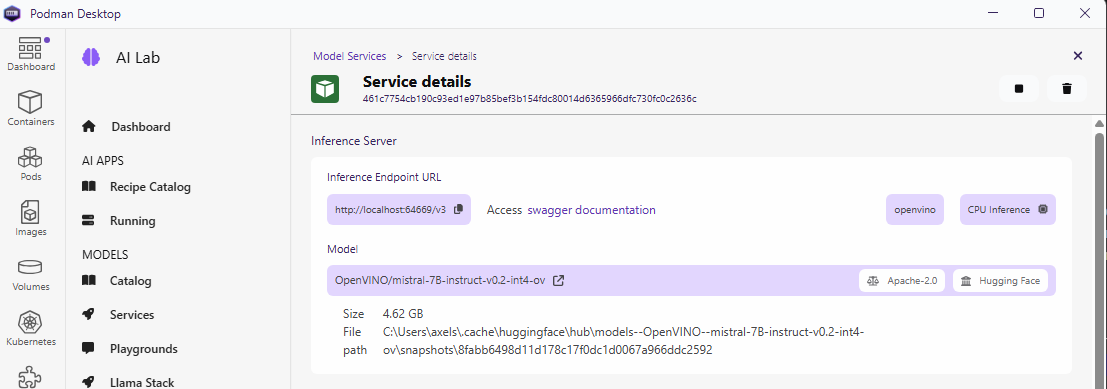 Podman Desktop
Dashboard
Containers
Pods
Images
Volumes
Kubernetes
AI Lab
Dashboard
AI APPS
Recipe Catalog
Running
MODELS
Catalog
Services
Playgrounds
Llama Stack
Model Services > Service details
Service details
461c7754cb190c93ed1e97b85bef3b154fdc80014d6365966dfc730fc0c2636c
Inference Server
Inference Endpoint URL
http://localhost:64669/v3 Access swagger documentation openvino CPU Inference
Model
OpenVINO/mistral-7B-instruct-v0.2-int4-ov Apache-2.0 Hugging Face
Size 4.62 GB
File C:\Users\axels\.cache\huggingface\hub\models--OpenVINO--mistral-7B-instruct-v0.2-int4-
path ov\snapshots\8fabb6498d11d178c17f0dc1d0067a966ddc2592